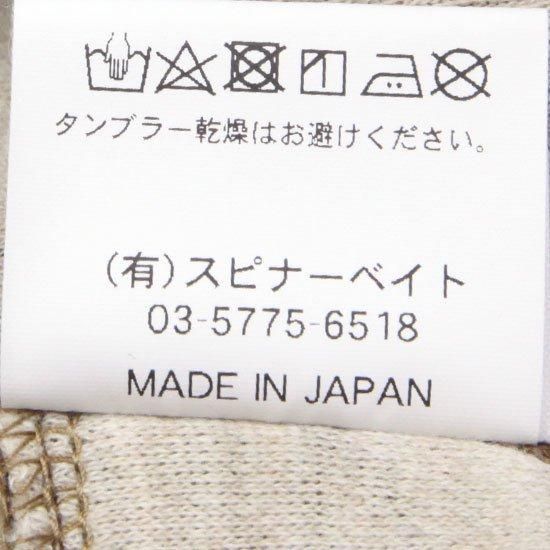 タンブラー乾燥はお避けください。
(有)スピナーベイト
03-5775-6518
MADE IN JAPAN